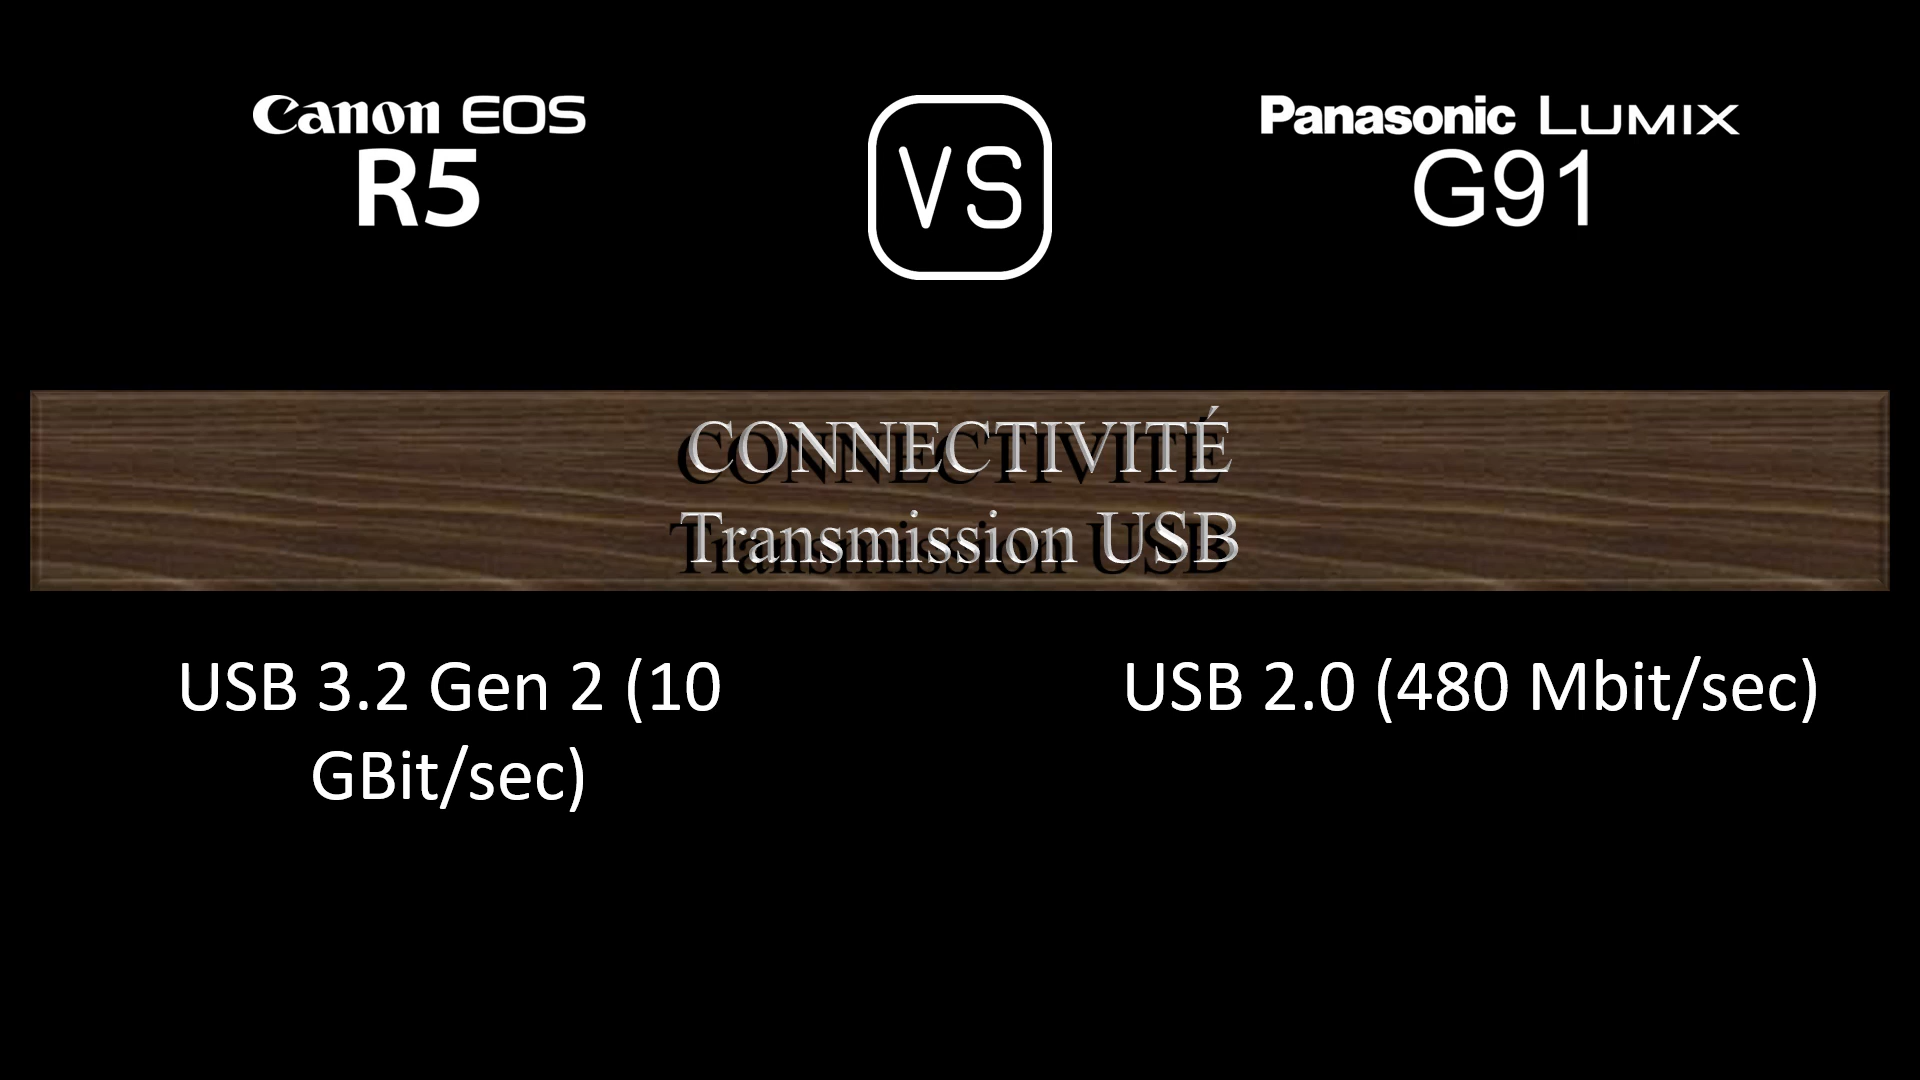 Canon EOS
R5
VS
Panasonic LUMIX
G91
CONNECTIVITÉ
Transmission USB
USB 3.2 Gen 2 (10
GBit/sec)
USB 2.0 (480 Mbit/sec)